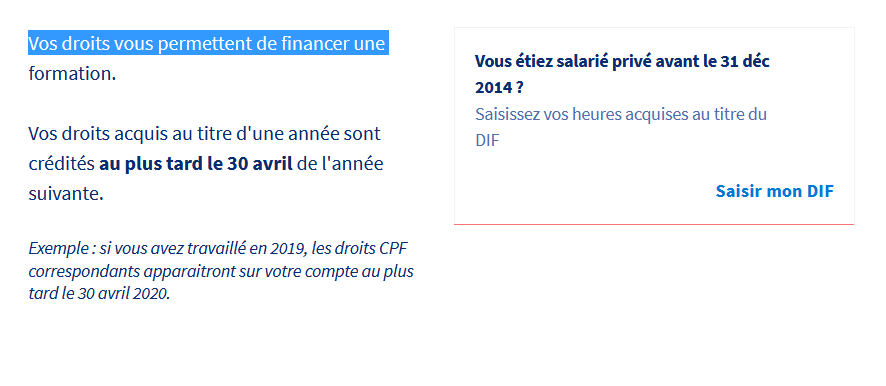 Vos droits vous permettent de financer une
formation.
Vos droits acquis au titre d'une année sont
crédités au plus tard le 30 avril de l'année
suivante.
Exemple : si vous avez travaillé en 2019, les droits CPF
correspondants apparaitront sur votre compte au plus
tard le 30 avril 2020.
Vous étiez salarié privé avant le 31 déc
2014 ?
Saisissez vos heures acquises au titre du
DIF
Saisir mon DIF